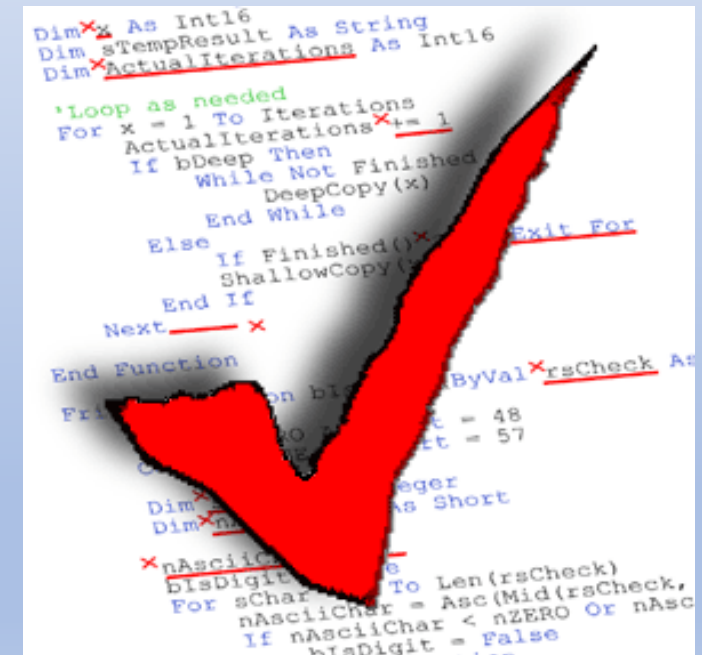 Dim x As Int16
Dim sTempResult As String
Dim ActualIterations As Int16
'Loop as needed
For x = 1 To Iterations
ActualIterations += 1
If bDeep Then
While Not Finished
DeepCopy(x)
End While
Else
If Finished() Exit For
ShallowCopy(
End If
Next
End Function
(ByVal rsCheck As
= 48
= 57
Dim
Dim As Short
nAsciiC
bIsDigit
For sChar To Len(rsCheck)
nAsciiChar = Asc(Mid(rsCheck,
If nAsciiChar < nZERO Or nAsc
bIsDigit = False